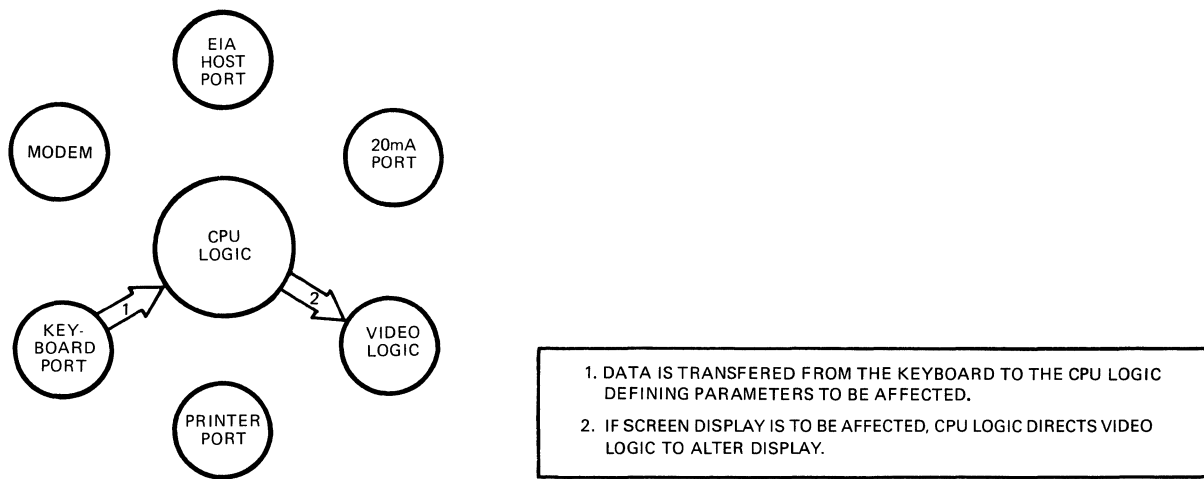 EIA
HOST
PORT
MODEM
20mA
PORT
CPU
LOGIC
1
2
KEY-
BOARD
PORT
VIDEO
LOGIC
PRINTER
PORT
1. DATA IS TRANSFERED FROM THE KEYBOARD TO THE CPU LOGIC
DEFINING PARAMETERS TO BE AFFECTED.
2. IF SCREEN DISPLAY IS TO BE AFFECTED, CPU LOGIC DIRECTS VIDEO
LOGIC TO ALTER DISPLAY.